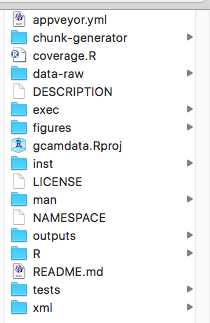 appveyor.yml
chunk-generator
coverage.R
data-raw
DESCRIPTION
exec
figures
gcamdata.Rproj
inst
LICENSE
man
NAMESPACE
outputs
R
README.md
tests
xml